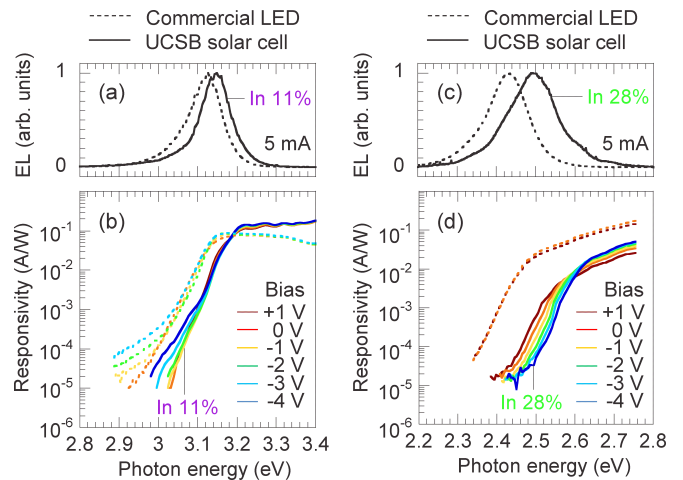 Commercial LED
UCSB solar cell
EL (arb. units)
1
0
(a)
In 11%
5 mA
Responsivity (A/W)
10-1
10-2
10-3
10-4
10-5
10-6
(b)
Bias
+1 V
0 V
-1 V
-2 V
-3 V
-4 V
In 11%
2.8 2.9 3 3.1 3.2 3.3 3.4
Photon energy (eV)
Commercial LED
UCSB solar cell
EL (arb. units)
1
0
(c)
In 28%
5 mA
Responsivity (A/W)
10-1
10-2
10-3
10-4
10-5
10-6
(d)
Bias
+1 V
0 V
-1 V
-2 V
-3 V
-4 V
In 28%
2.2 2.3 2.4 2.5 2.6 2.7 2.8
Photon energy (eV)